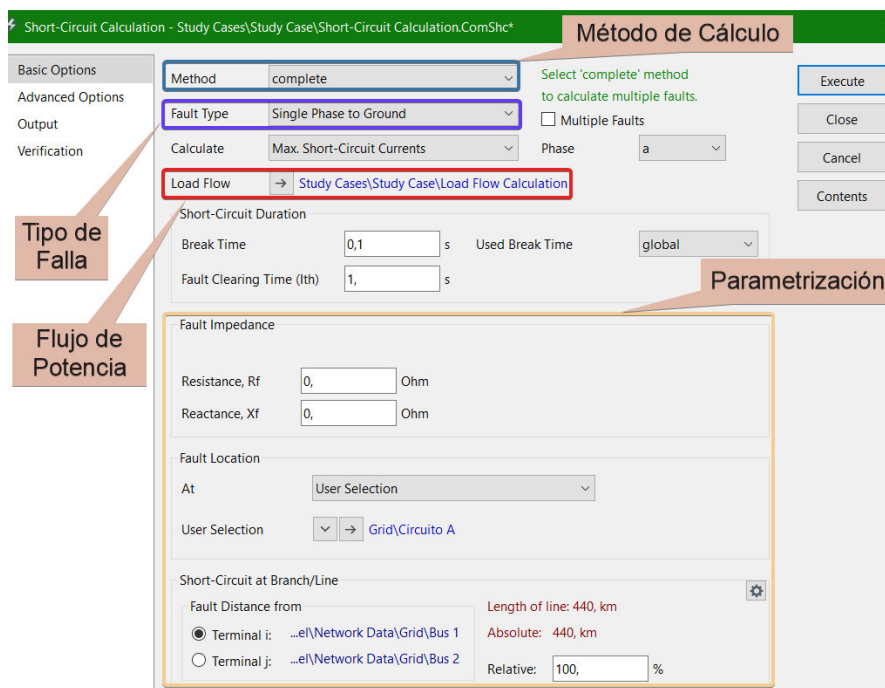 Short-Circuit Calculation - Study Cases\Study Case\Short-Circuit Calculation.ComShc*
Método de Cálculo
Basic Options
Advanced Options
Output
Verification
Method complete
Select 'complete' method
to calculate multiple faults.
Execute
Fault Type Single Phase to Ground
Multiple Faults
Close
Calculate Max. Short-Circuit Currents Phase a
Cancel
Load Flow Study Cases\Study Case\Load Flow Calculation
Contents
Tipo de
Falla
Short-Circuit Duration
Break Time 0,1 s Used Break Time global
Fault Clearing Time (Ith) 1, s
Parametrización
Flujo de
Potencia
Fault Impedance
Resistance, Rf 0, Ohm
Reactance, Xf 0, Ohm
Fault Location
At User Selection
User Selection Grid\Circuito A
Short-Circuit at Branch/Line
Fault Distance from
Length of line: 440, km
Terminal i: ...el\Network Data\Grid\Bus 1
Absolute: 440, km
Terminal j: ...el\Network Data\Grid\Bus 2
Relative: 100, %